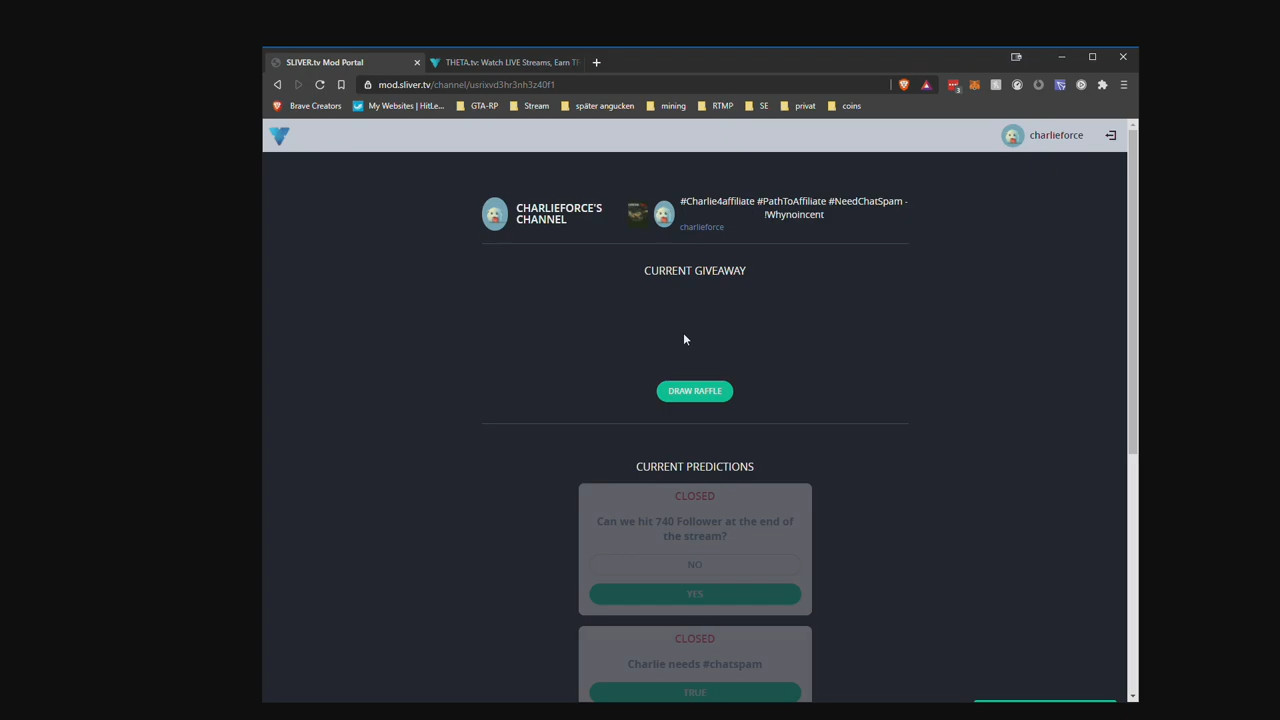 SLIVER.tv Mod Portal
THETA.tv: Watch LIVE Streams, Earn T
mod.sliver.tv/channel/usrixvd3hr3nh3z40f1
3
Brave Creators
My Websites | HitLe...
GTA-RP
Stream
später angucken
mining
RTMP
SE
privat
coins
charlieforce
CHARLIEFORCE'S
CHANNEL
#Charlie4affiliate #PathToAffiliate #NeedChatSpam -
!Whynoincent
charlieforce
CURRENT GIVEAWAY
DRAW RAFFLE
CURRENT PREDICTIONS
CLOSED
Can we hit 740 Follower at the end of
the stream?
NO
YES
CLOSED
Charlie needs #chatspam
TRUE